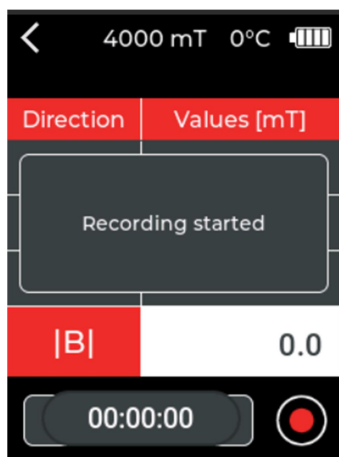 4000 mT 0°C
Direction Values [mT]
Recording started
|B| 0.0
00:00:00